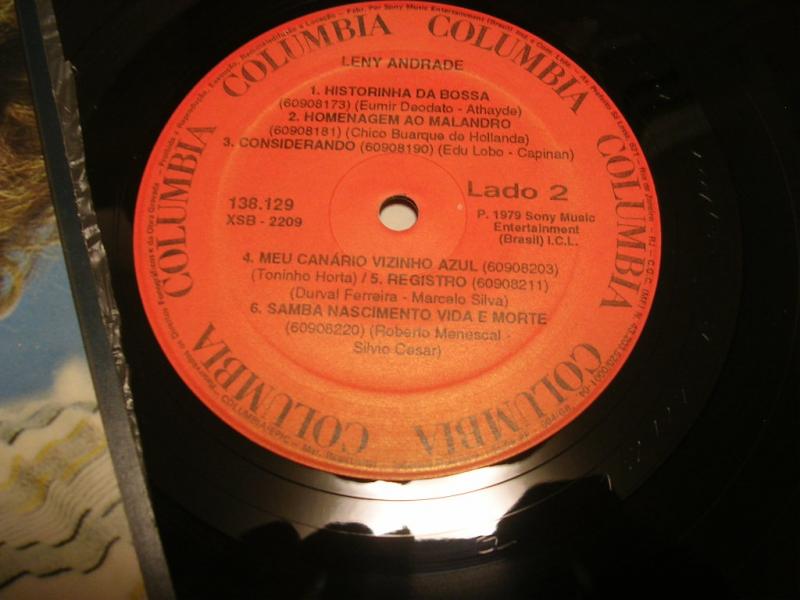 COLUMBIA COLUMBIA COLUMBIA COLUMBIA COLUMBIA COLUMBIA COLUMBIA
LENY ANDRADE
1. HISTORINHA DA BOSSA
(60908173) (Eumir Deodato - Athayde)
2. HOMENAGEM AO MALANDRO
(60908181) (Chico Buarque de Hollanda)
3. CONSIDERANDO (60908190) (Edu Lobo - Capinan)
138.129
XSB - 2209
Lado 2
P. 1979 Sony Music
Entertainment
(Brasil) I.C.L.
4. MEU CANÁRIO VIZINHO AZUL (60908203)
(Toninho Horta) / 5. REGISTRO (60908211)
(Durval Ferreira - Marcelo Silva)
6. SAMBA NASCIMENTO VIDA E MORTE
(60908220) (Roberto Menescal -
Silvio Cesar)